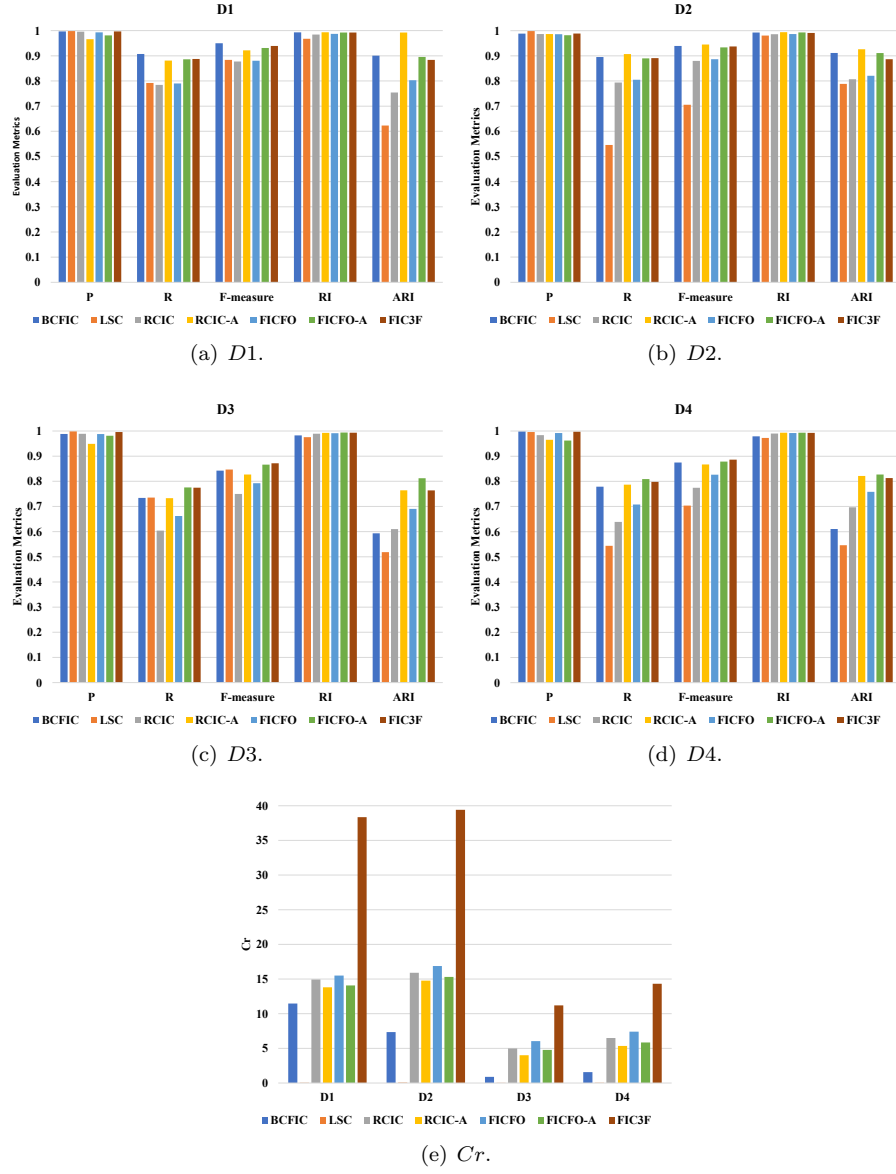 D1
Evaluation Metrics
1
0.9
0.8
0.7
0.6
0.5
0.4
0.3
0.2
0.1
0
P R F-measure RI ARI
BCFIC LSC RCIC RCIC-A FICFO FICFO-A FIC3F
(a) D1.
D2
Evaluation Metrics
1
0.9
0.8
0.7
0.6
0.5
0.4
0.3
0.2
0.1
0
P R F-measure RI ARI
BCFIC LSC RCIC RCIC-A FICFO FICFO-A FIC3F
(b) D2.
D3
Evaluation Metrics
1
0.9
0.8
0.7
0.6
0.5
0.4
0.3
0.2
0.1
0
P R F-measure RI ARI
BCFIC LSC RCIC RCIC-A FICFO FICFO-A FIC3F
(c) D3.
D4
Evaluation Metrics
1
0.9
0.8
0.7
0.6
0.5
0.4
0.3
0.2
0.1
0
P R F-measure RI ARI
BCFIC LSC RCIC RCIC-A FICFO FICFO-A FIC3F
(d) D4.
Cr
40
35
30
25
20
15
10
5
0
D1 D2 D3 D4
BCFIC LSC RCIC RCIC-A FICFO FICFO-A FIC3F
(e) Cr.